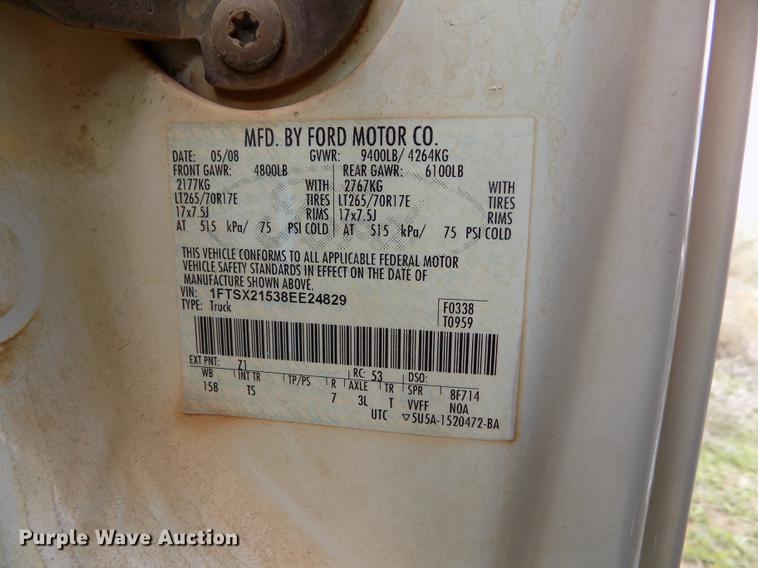 MFD. BY FORD MOTOR CO.
DATE: 05/08 GVWR: 9400LB/ 4264KG
FRONT GAWR: 4800LB REAR GAWR: 6100LB
2177KG WITH 2767KG WITH
LT265/70R17E TIRES LT265/70R17E TIRES
17x7.5J RIMS 17x7.5J RIMS
AT 515 kPa/ 75 PSI COLD AT 515 kPa/ 75 PSI COLD
THIS VEHICLE CONFORMS TO ALL APPLICABLE FEDERAL MOTOR
VEHICLE SAFETY STANDARDS IN EFFECT ON THE DATE OF
MANUFACTURE SHOWN ABOVE.
VIN: 1FTSX21538EE24829 F0338
TYPE: Truck T0959
EXT PNT: Z1 RC: 53 DSO:
WB INT TR TP/PS R AXLE TR SPR 8F714
158 TS 7 3L T VVFF NOA
UTC ▽5U5A-1520472-BA
Purple Wave Auction